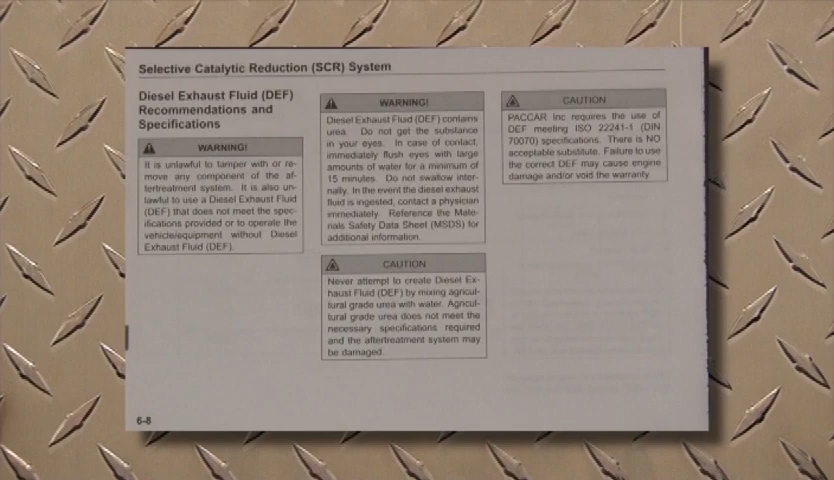 Selective Catalytic Reduction (SCR) System
Diesel Exhaust Fluid (DEF)
Recommendations and
Specifications
WARNING!
It is unlawful to tamper with or re-
move any component of the af-
tertreatment system. It is also un-
lawful to use a Diesel Exhaust Fluid
(DEF) that does not meet the spec-
ifications provided or to operate the
vehicle/equipment without Diesel
Exhaust Fluid (DEF).
WARNING!
Diesel Exhaust Fluid (DEF) contains
urea. Do not get the substance
in your eyes. In case of contact,
immediately flush eyes with large
amounts of water for a minimum of
15 minutes. Do not swallow inter-
nally. In the event the diesel exhaust
fluid is ingested, contact a physician
immediately. Reference the Mate-
rials Safety Data Sheet (MSDS) for
additional information.
CAUTION
Never attempt to create Diesel Ex-
haust Fluid (DEF) by mixing agricul-
tural grade urea with water. Agricul-
tural grade urea does not meet the
necessary specifications required
and the aftertreatment system may
be damaged.
CAUTION
PACCAR Inc requires the use of
DEF meeting ISO 22241-1 (DIN
70070) specifications. There is NO
acceptable substitute. Failure to use
the correct DEF may cause engine
damage and/or void the warranty.
6-8